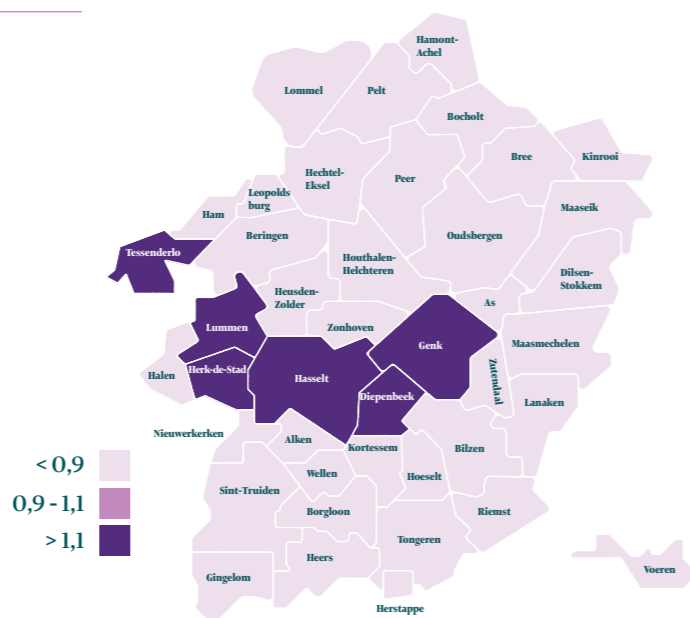 Hamont-
Achel
Lommel
Pelt
Bocholt
Bree
Kinrooi
Hechtel-
Eksel
Peer
Leopolds
burg
Ham
Maaseik
Beringen
Oudsbergen
Tessenderlo
Houthalen-
Helchteren
Dilsen-
Stokkem
Heusden-
Zolder
As
Lummen
Zonhoven
Genk
Maasmechelen
Halen
Herk-de-Stad
Hasselt
Zutendaal
Diepenbeek
Lanaken
Nieuwerkerken
Alken
Kortessem
Bilzen
< 0,9
Wellen
Hoeselt
Sint-Truiden
0,9 - 1,1
Borgloon
Riemst
> 1,1
Tongeren
Heers
Voeren
Gingelom
Herstappe